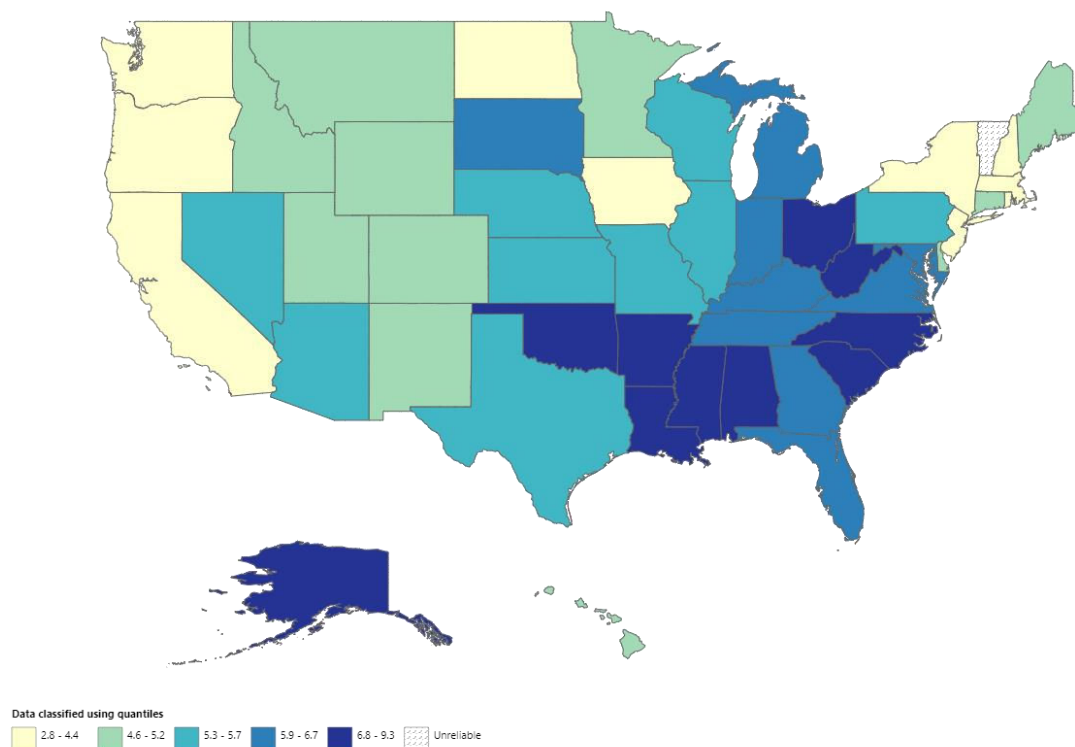 Data classified using quantiles
2.8 - 4.4 4.6 - 5.2 5.3 - 5.7 5.9 - 6.7 6.8 - 9.3 Unreliable